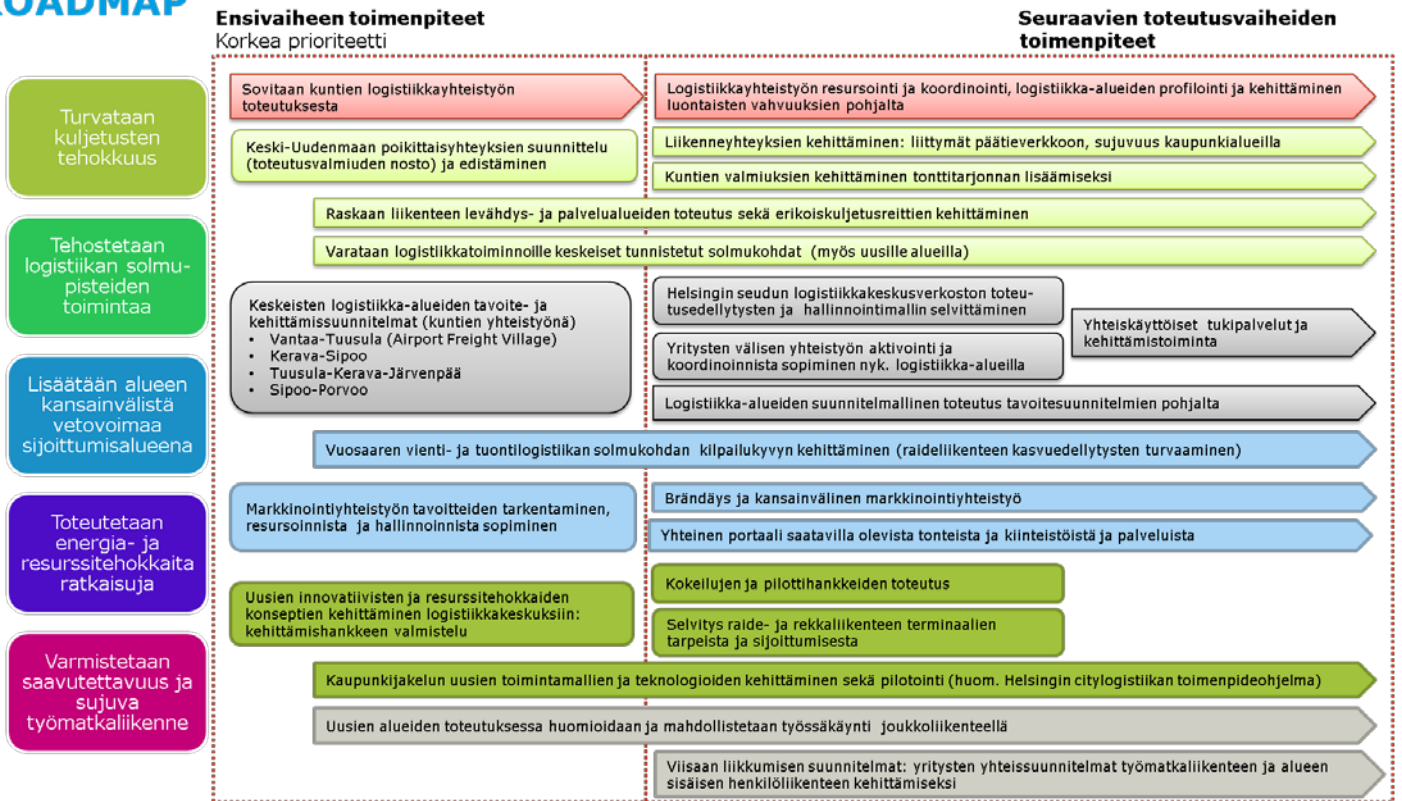 ROADMAP
Ensivaiheen toimenpiteet
Korkea prioriteetti
Seuraavien toteutusvaiheiden
toimenpiteet
Turvataan
kuljetusten
tehokkuus
Tehostetaan
logistiikan solmu-
pisteiden
toimintaa
Lisäätään alueen
kansainvälistä
vetovoimaa
sijoittumisalueena
Toteutetaan
energia- ja
resurssitehokkaita
ratkaisuja
Varmistetaan
saavutettavuus ja
sujuva
työmatkaliikenne
Sovitaan kuntien logistiikkayhteistyön
toteutuksesta
Logistiikkayhteistyön resursointi ja koordinointi, logistiikka-alueiden profilointi ja kehittäminen
luontaisten vahvuuksien pohjalta
Keski-Uudenmaan poikittaisyhteyksien suunnittelu
(toteutusvalmiuden nosto) ja edistäminen
Liikenneyhteyksien kehittäminen: liittymät päätieverkkoon, sujuvuus kaupunkialueilla
Kuntien valmiuksien kehittäminen tonttitarjonnan lisäämiseksi
Raskaan liikenteen levähdys- ja palvelualueiden toteutus sekä erikoiskuljetusreittien kehittäminen
Varataan logistiikkatoiminnoille keskeiset tunnistetut solmukohdat (myös uusille alueilla)
Keskeisten logistiikka-alueiden tavoite- ja
kehittämissuunnitelmat (kuntien yhteistyönä)
• Vantaa-Tuusula (Airport Freight Village)
• Kerava-Sipoo
• Tuusula-Kerava-Järvenpää
• Sipoo-Porvoo
Helsingin seudun logistiikkakeskusverkoston toteu-
tusedellytysten ja hallinnointimallin selvittäminen
Yritysten välisen yhteistyön aktivointi ja
koordinoinnista sopiminen nyk. logistiikka-alueilla
Yhteiskäyttöiset tukipalvelut ja
kehittämistoiminta
Logistiikka-alueiden suunnitelmallinen toteutus tavoitesuunnitelmien pohjalta
Vuosaaren vienti- ja tuontilogistiikan solmukohdan kilpailukyvyn kehittäminen (raideliikenteen kasvuedellytysten turvaaminen)
Markkinointiyhteistyön tavoitteiden tarkentaminen,
resursoinnista ja hallinnoinnista sopiminen
Brändäys ja kansainvälinen markkinointiyhteistyö
Yhteinen portaali saatavilla olevista tonteista ja kiinteistöistä ja palveluista
Uusien innovatiivisten ja resurssitehokkaiden
konseptien kehittäminen logistiikkakeskuksiin:
kehittämishankkeen valmistelu
Kokeilujen ja pilottihankkeiden toteutus
Selvitys raide- ja rekkaliikenteen terminaalien
tarpeista ja sijoittumisesta
Kaupunkijakelun uusien toimintamallien ja teknologioiden kehittäminen sekä pilotointi (huom. Helsingin citylogistiikan toimenpideohjelma)
Uusien alueiden toteutuksessa huomioidaan ja mahdollistetaan työssäkäynti joukkoliikenteellä
Viisaan liikkumisen suunnitelmat: yritysten yhteissuunnitelmat työmatkaliikenteen ja alueen
sisäisen henkilöliikenteen kehittämiseksi